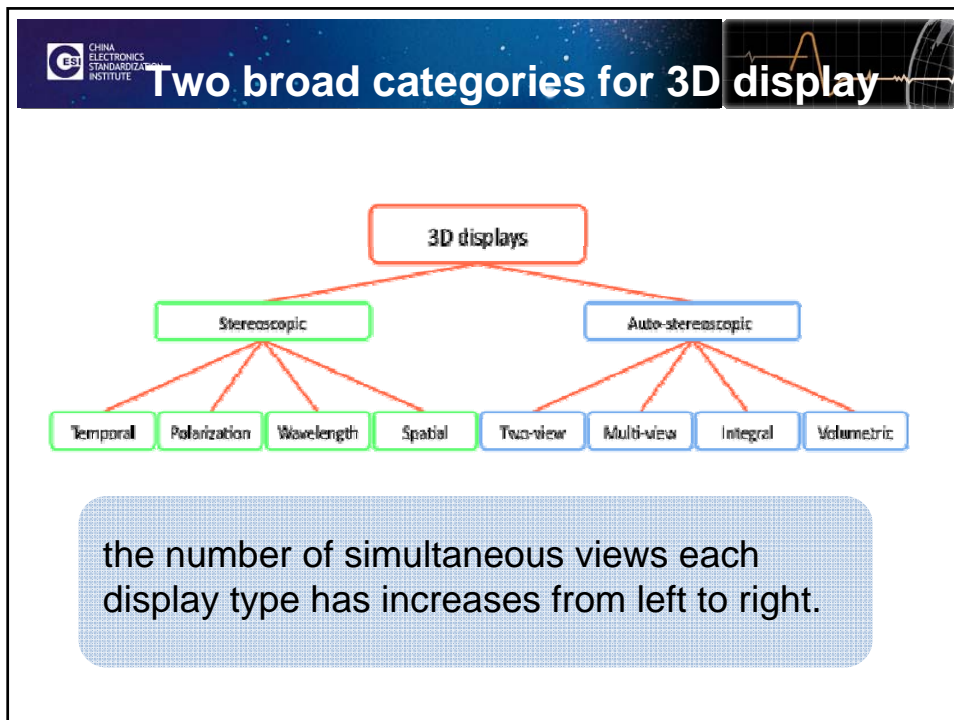 CESI
CHINA
ELECTRONICS
STANDARDIZATION
INSTITUTE
Two broad categories for 3D display
3D displays
Stereoscopic Auto-stereoscopic
Temporal Polarization Wavelength Spatial Two-view Multi-view Integral Volumetric
the number of simultaneous views each
display type has increases from left to right.